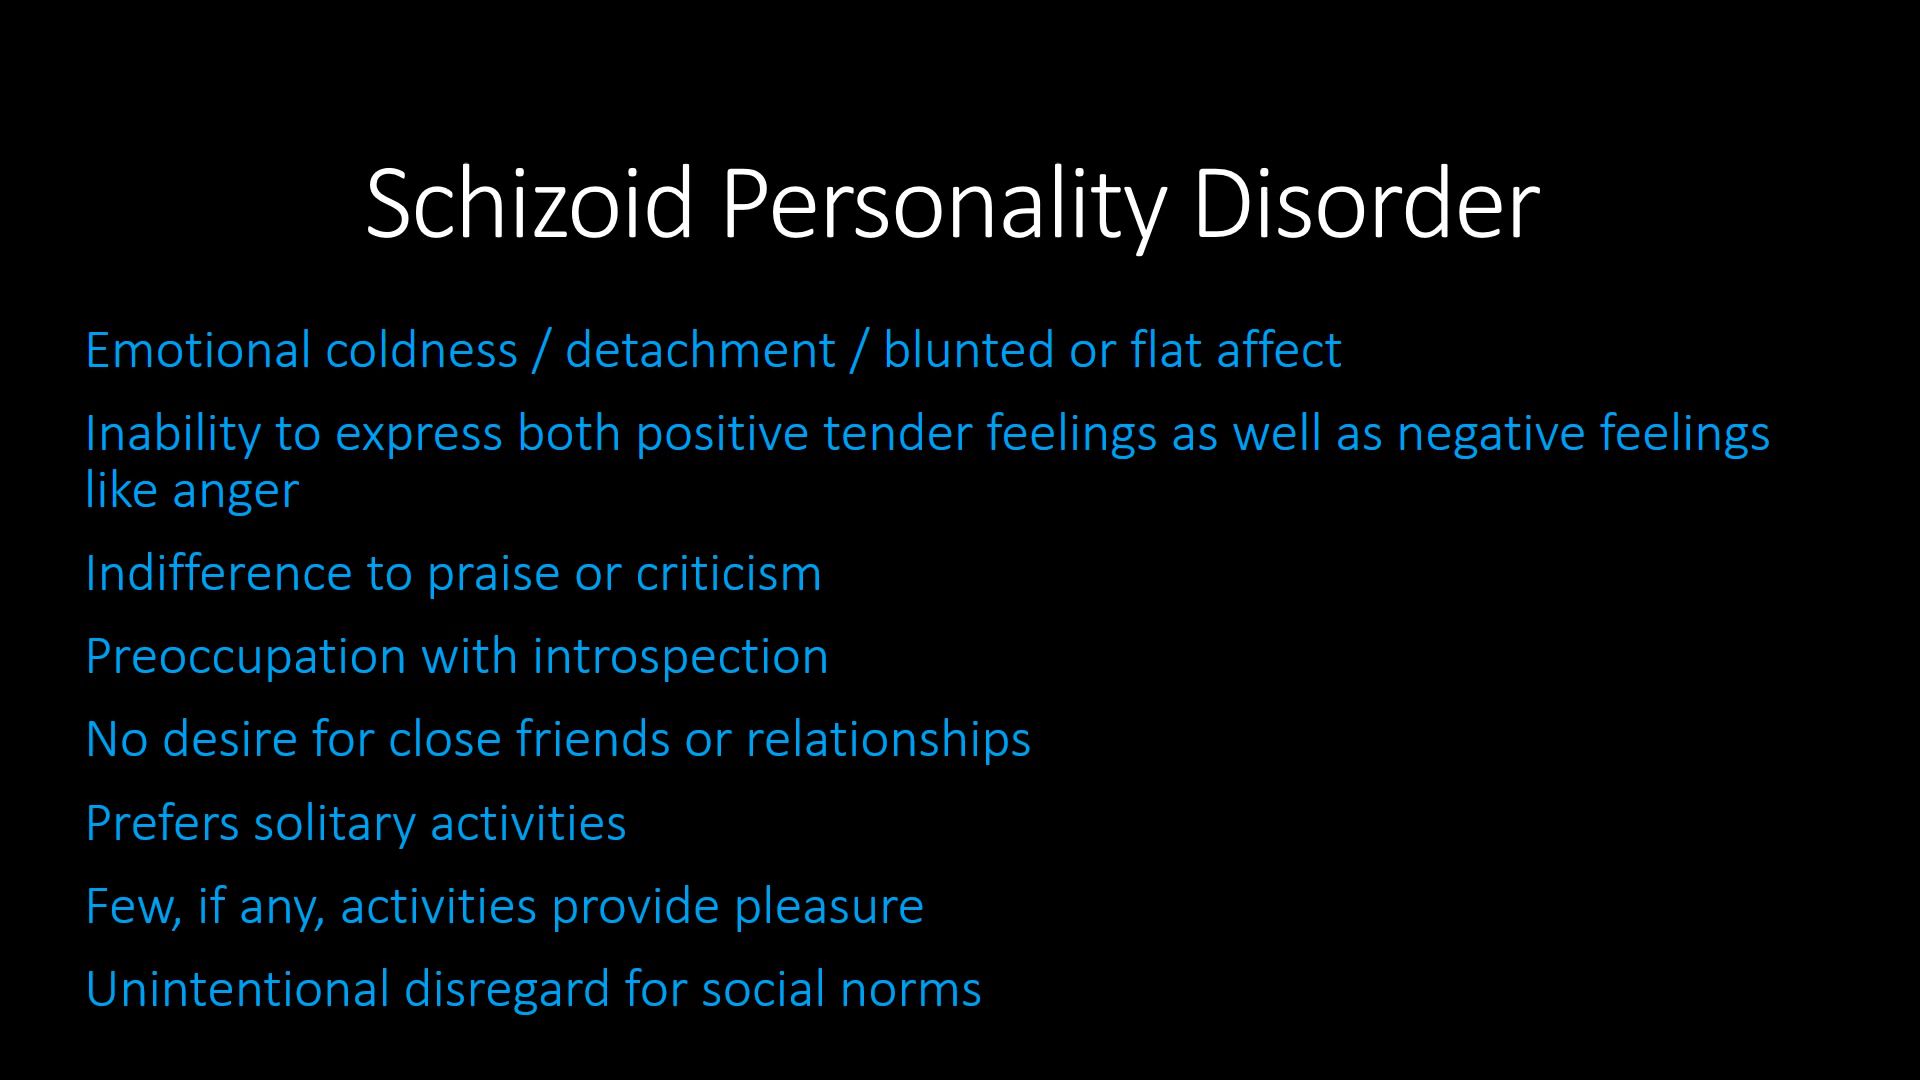 Schizoid Personality Disorder
Emotional coldness / detachment / blunted or flat affect
Inability to express both positive tender feelings as well as negative feelings
like anger
Indifference to praise or criticism
Preoccupation with introspection
No desire for close friends or relationships
Prefers solitary activities
Few, if any, activities provide pleasure
Unintentional disregard for social norms